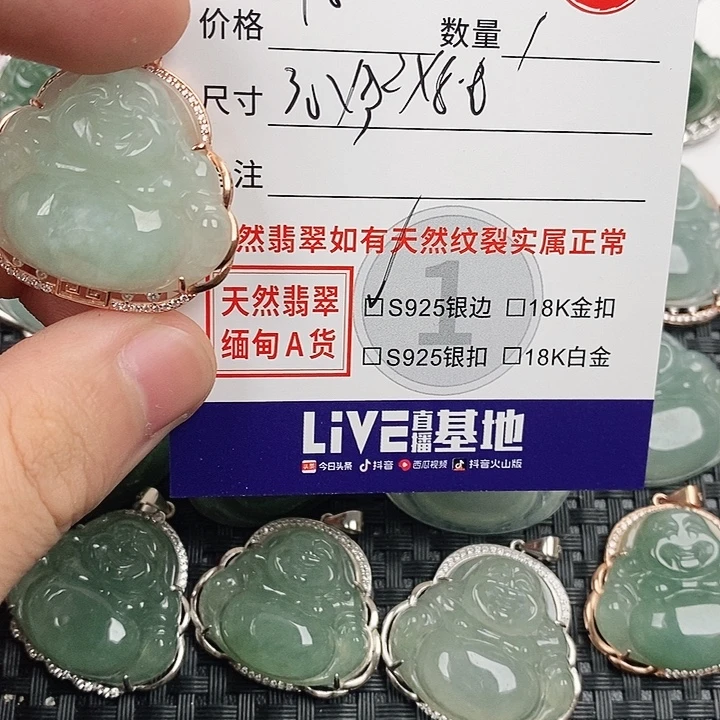 价格
数量 1
尺寸
注
然翡翠如有天然纹裂实属正常
天然翡翠
缅甸A货
1
☑S925银边 □18K金扣
□S925银扣 □18K白金
LiVE直播基地
头条 今日头条 抖音 西瓜视频 抖音火山版